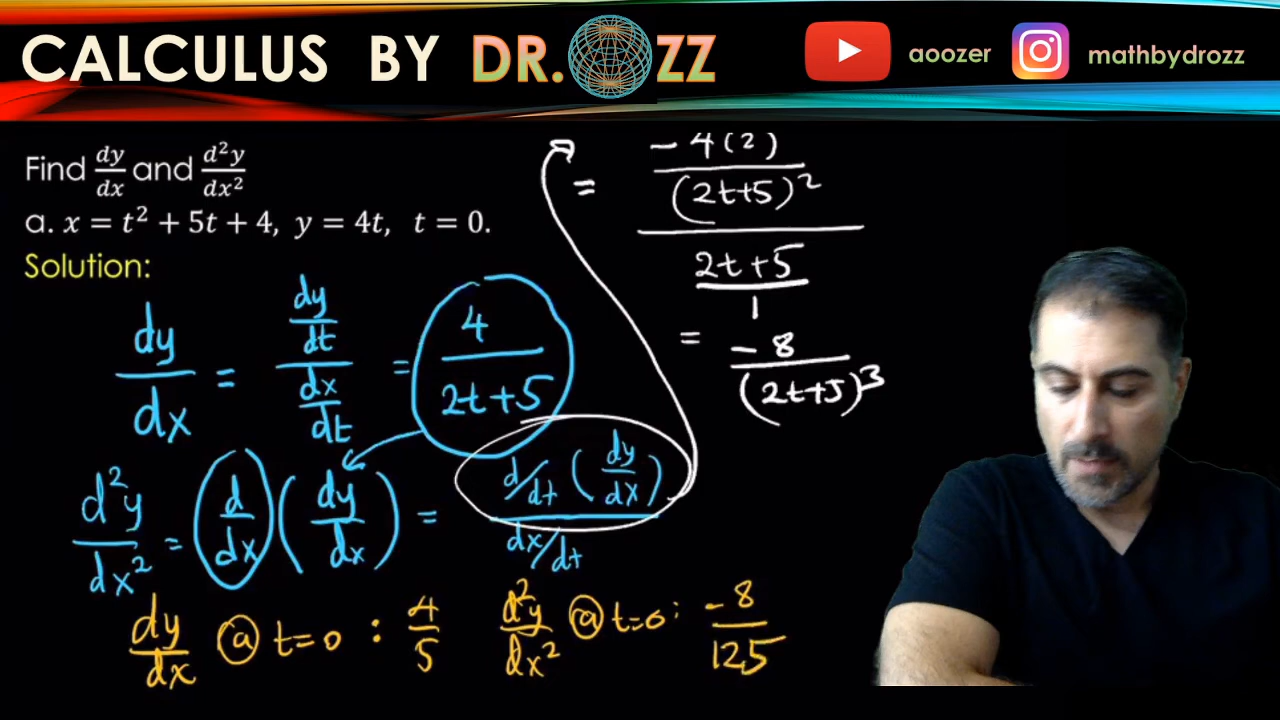 CALCULUS BY DR. OZZ
aoozer
mathbydrozz
Find dy/dx and d²y/dx²
a. x = t² + 5t + 4, y = 4t, t = 0.
Solution:
dy/dx = (dy/dt)/(dx/dt) = 4/(2t+5)
d²y/dx² = d/dx (dy/dx) = (d/dt (dy/dx))/(dx/dt)
= (-4(2)/(2t+5)²)/((2t+5)/1)
= -8/(2t+5)³
dy/dx @ t=0 : 4/5
d²y/dx² @ t=0: -8/125